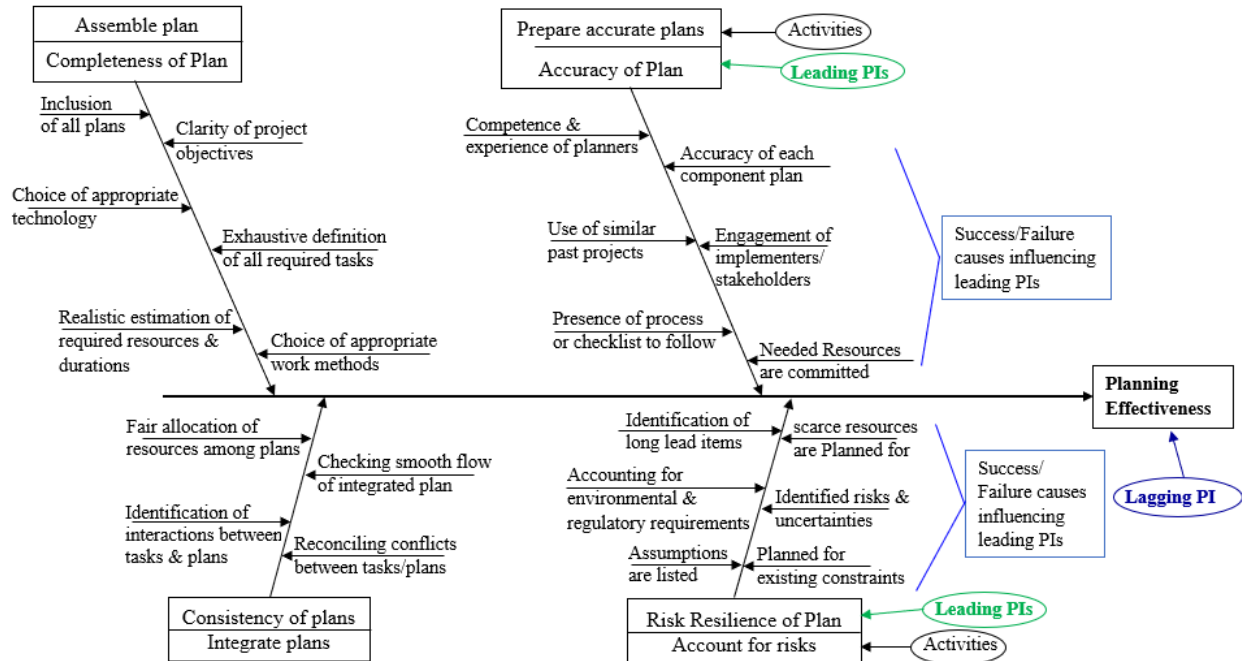 Assemble plan
Completeness of Plan
Prepare accurate plans
Accuracy of Plan
Activities
Leading PIs
Inclusion
of all plans
Clarity of project
objectives
Choice of appropriate
technology
Exhaustive definition
of all required tasks
Realistic estimation of
required resources &
durations
Choice of appropriate
work methods
Competence &
experience of planners
Accuracy of each
component plan
Use of similar
past projects
Engagement of
implementers/
stakeholders
Presence of process
or checklist to follow
Needed Resources
are committed
Success/Failure
causes influencing
leading PIs
Planning
Effectiveness
Lagging PI
Fair allocation of
resources among plans
Checking smooth flow
of integrated plan
Identification of
interactions between
tasks & plans
Reconciling conflicts
between tasks/plans
Consistency of plans
Integrate plans
Identification of
long lead items
scarce resources
are Planned for
Accounting for
environmental &
regulatory requirements
Identified risks &
uncertainties
Assumptions
are listed
Planned for
existing constraints
Success/
Failure causes
influencing
leading PIs
Risk Resilience of Plan
Account for risks
Leading PIs
Activities